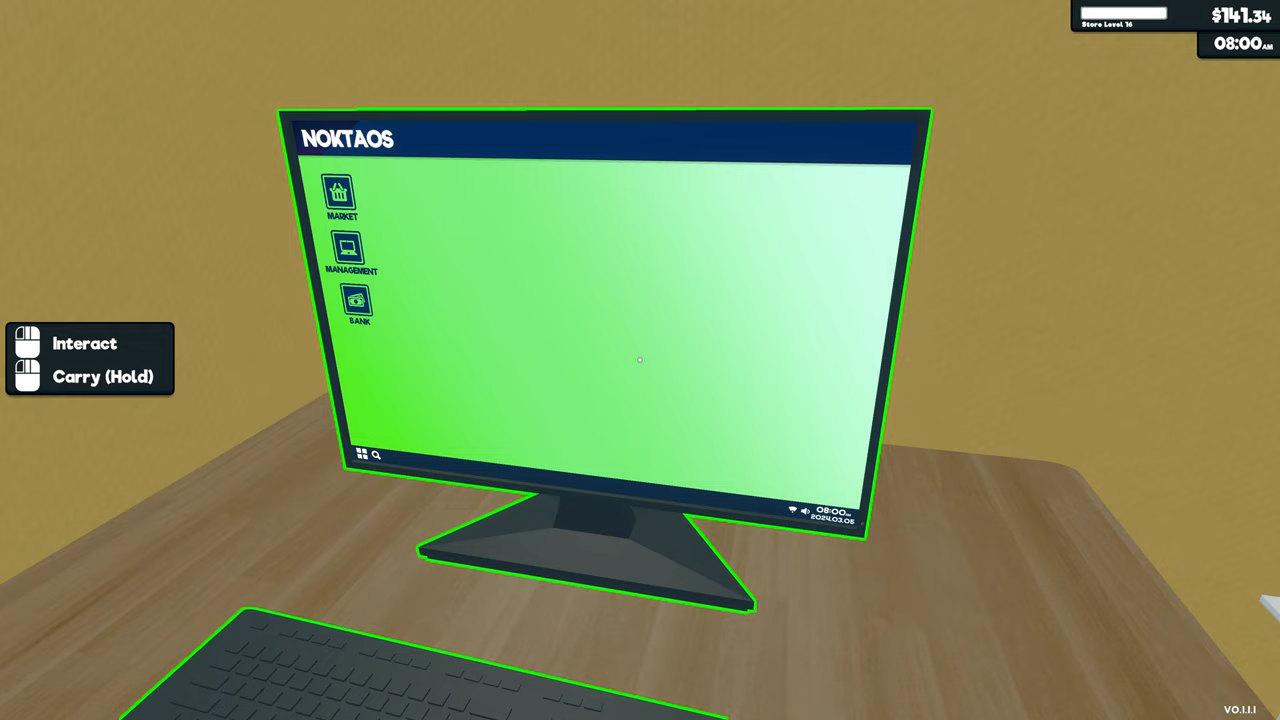 $141.34
Store Level 16
08:00AM
NOKTAOS
MARKET
MANAGEMENT
BANK
Interact
Carry (Hold)
08:00AM
2024.03.05
V0.1.1.1